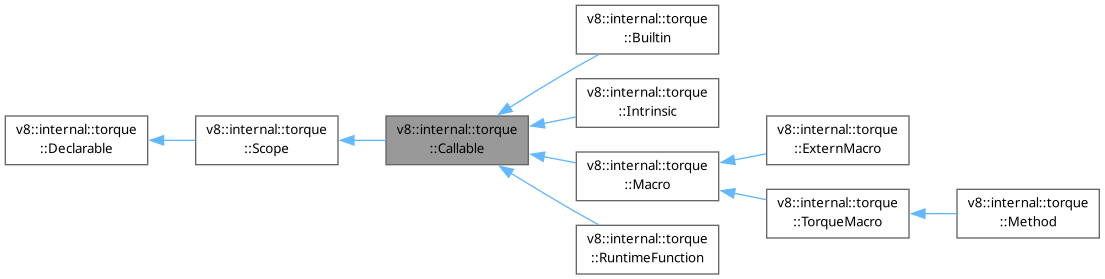 v8::internal::torque
::Builtin
v8::internal::torque
::Intrinsic
v8::internal::torque
::Declarable
v8::internal::torque
::Scope
v8::internal::torque
::Callable
v8::internal::torque
::ExternMacro
v8::internal::torque
::Macro
v8::internal::torque
::TorqueMacro
v8::internal::torque
::Method
v8::internal::torque
::RuntimeFunction